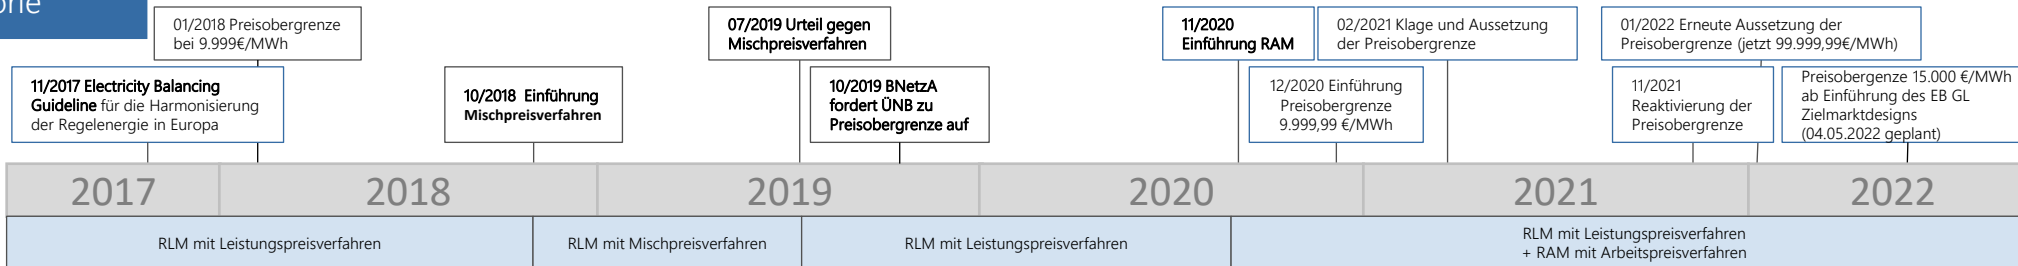 01/2018 Preisobergrenze
bei 9.999€/MWh
07/2019 Urteil gegen
Mischpreisverfahren
11/2020
Einführung RAM
02/2021 Klage und Aussetzung
der Preisobergrenze
01/2022 Erneute Aussetzung der
Preisobergrenze (jetzt 99.999,99€/MWh)
11/2017 Electricity Balancing
Guideline für die Harmonisierung
der Regelenergie in Europa
10/2018 Einführung
Mischpreisverfahren
10/2019 BNetzA
fordert ÜNB zu
Preisobergrenze auf
12/2020 Einführung
Preisobergrenze
9.999,99 €/MWh
11/2021
Reaktivierung der
Preisobergrenze
Preisobergenze 15.000 €/MWh
ab Einführung des EB GL
Zielmarktdesigns
(04.05.2022 geplant)
2017 2018 2019 2020 2021 2022
RLM mit Leistungspreisverfahren
RLM mit Mischpreisverfahren
RLM mit Leistungspreisverfahren
RLM mit Leistungspreisverfahren
+ RAM mit Arbeitspreisverfahren